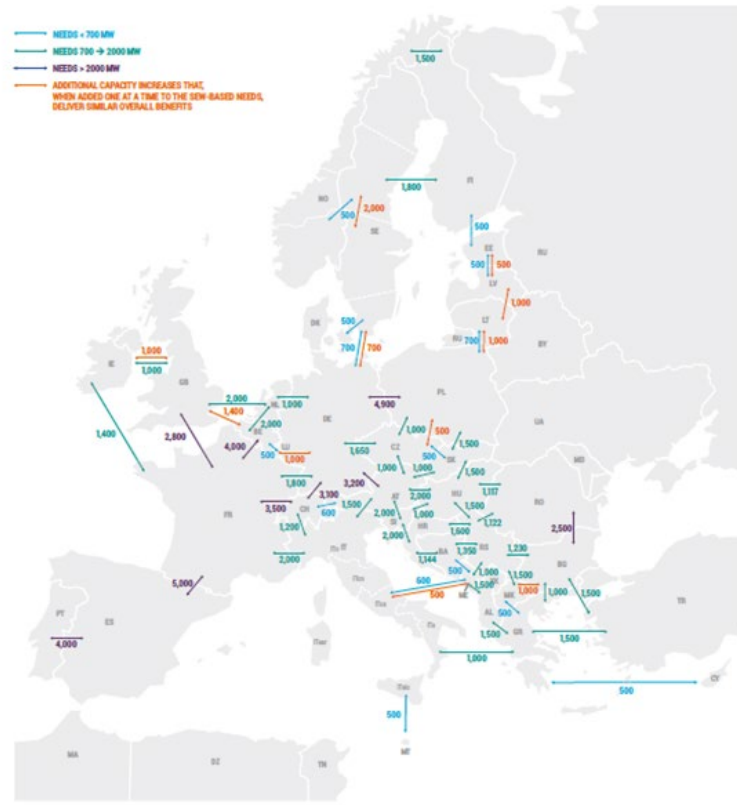 NEEDS < 700 MW
NEEDS 700 → 2000 MW
NEEDS > 2000 MW
ADDITIONAL CAPACITY INCREASES THAT,
WHEN ADDED ONE AT A TIME TO THE SEW-BASED NEEDS,
DELIVER SIMILAR OVERALL BENEFITS
1,500
1,800
FI
NO
500
2,000
SE
500
EE
RU
500
500
LV
1,000
DK
500
LT
RU
700
1,000
BY
700
700
IE
1,000
1,000
GB
2,000
NL
1,000
DE
4,900
PL
1,400
2,000
BE
1,400
2,800
4,000
500
LU
1,000
1,650
CZ
1,000
500
500
SK
1,500
UA
1,000
1,000
1,500
MD
1,800
3,200
3,100
AT
2,000
HU
1,117
RO
FR
3,500
CH
600
1,500
2,000
SI
1,000
1,500
1,122
1,200
2,000
HR
1,600
2,500
2,000
IT
BA
1,144
1,350
RS
1,230
BG
500
1,000
1,500
600
500
ME
1,500
MK
1,000
1,000
1,500
5,000
AL
500
GR
1,500
TR
PT
ES
4,000
1,500
1,000
500
CY
500
MT
MA
DZ
TN